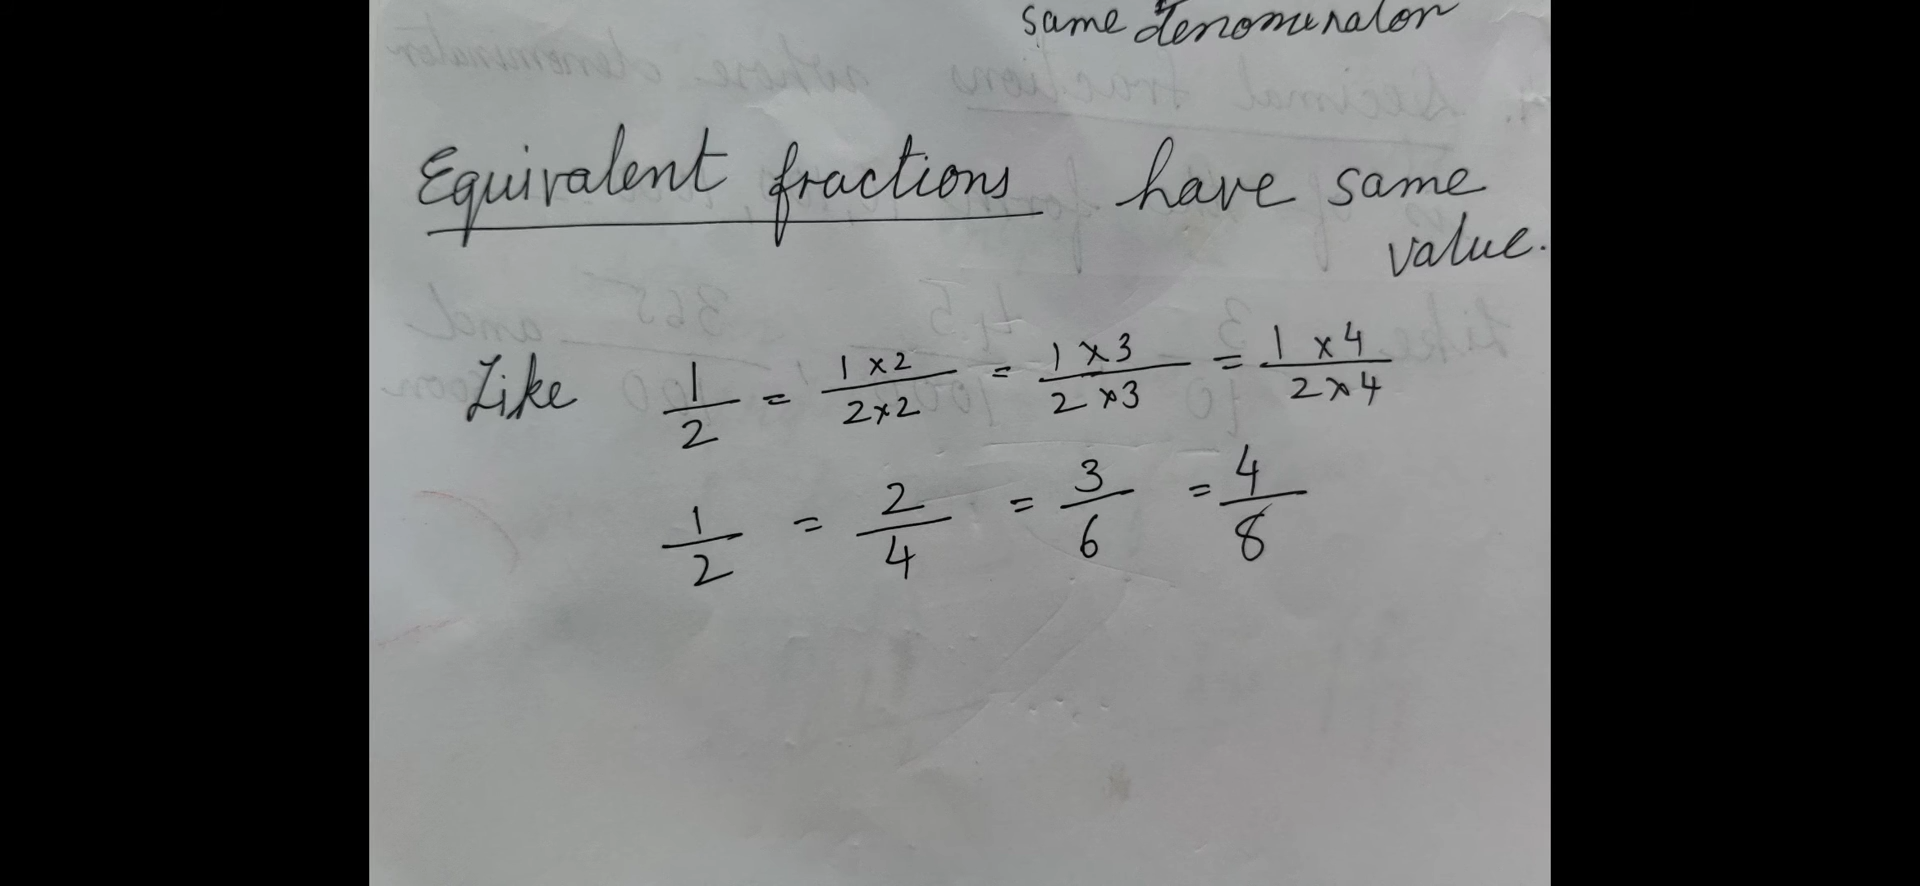 same denominator
Equivalent fractions have same
value.
Like 1/2 = 1 x 2/2 x 2 = 1 x 3/2 x 3 = 1 x 4/2 x 4
1/2 = 2/4 = 3/6 = 4/8